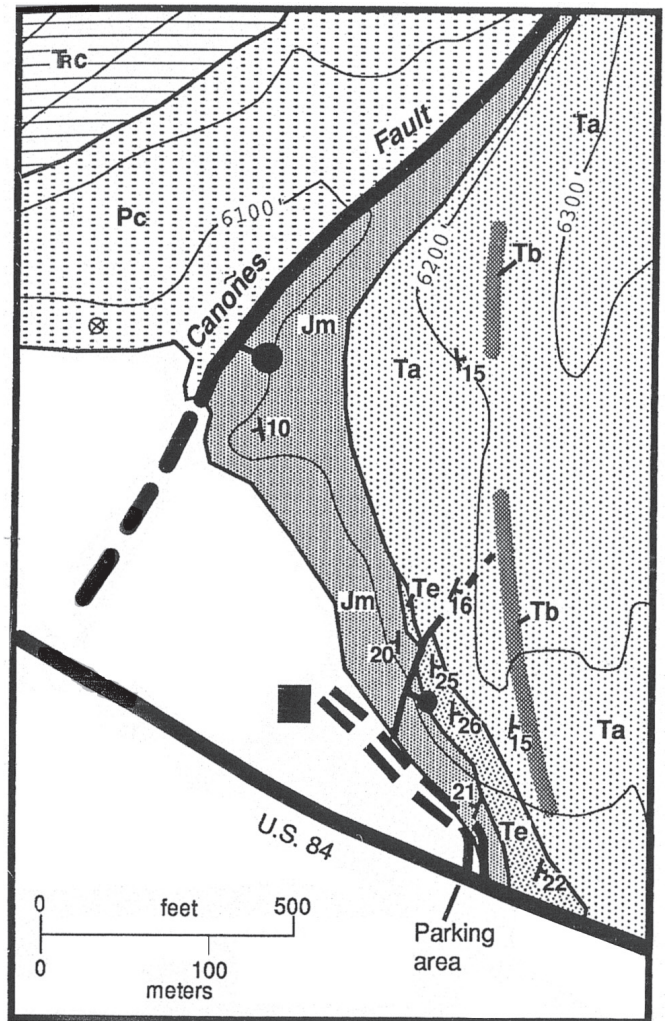 TRC
Ta
Fault
6300'
Pc
6100'
6200'
Tb
Cañones
Jm
Ta
15
10
Te
16
Jm
Tb
20
25
26
15
Ta
21
Te
U.S. 84
22
0 feet 500
Parking
area
0 100
meters